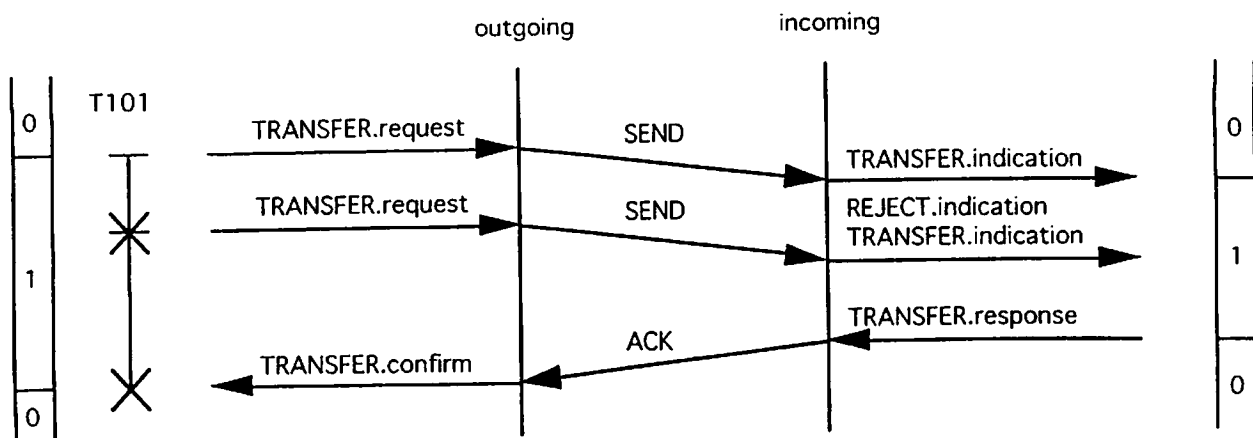 outgoing
incoming
T101
0
TRANSFER.request
SEND
0
TRANSFER.indication
TRANSFER.request
SEND
REJECT.indication
TRANSFER.indication
1
1
TRANSFER.response
ACK
TRANSFER.confirm
0
0